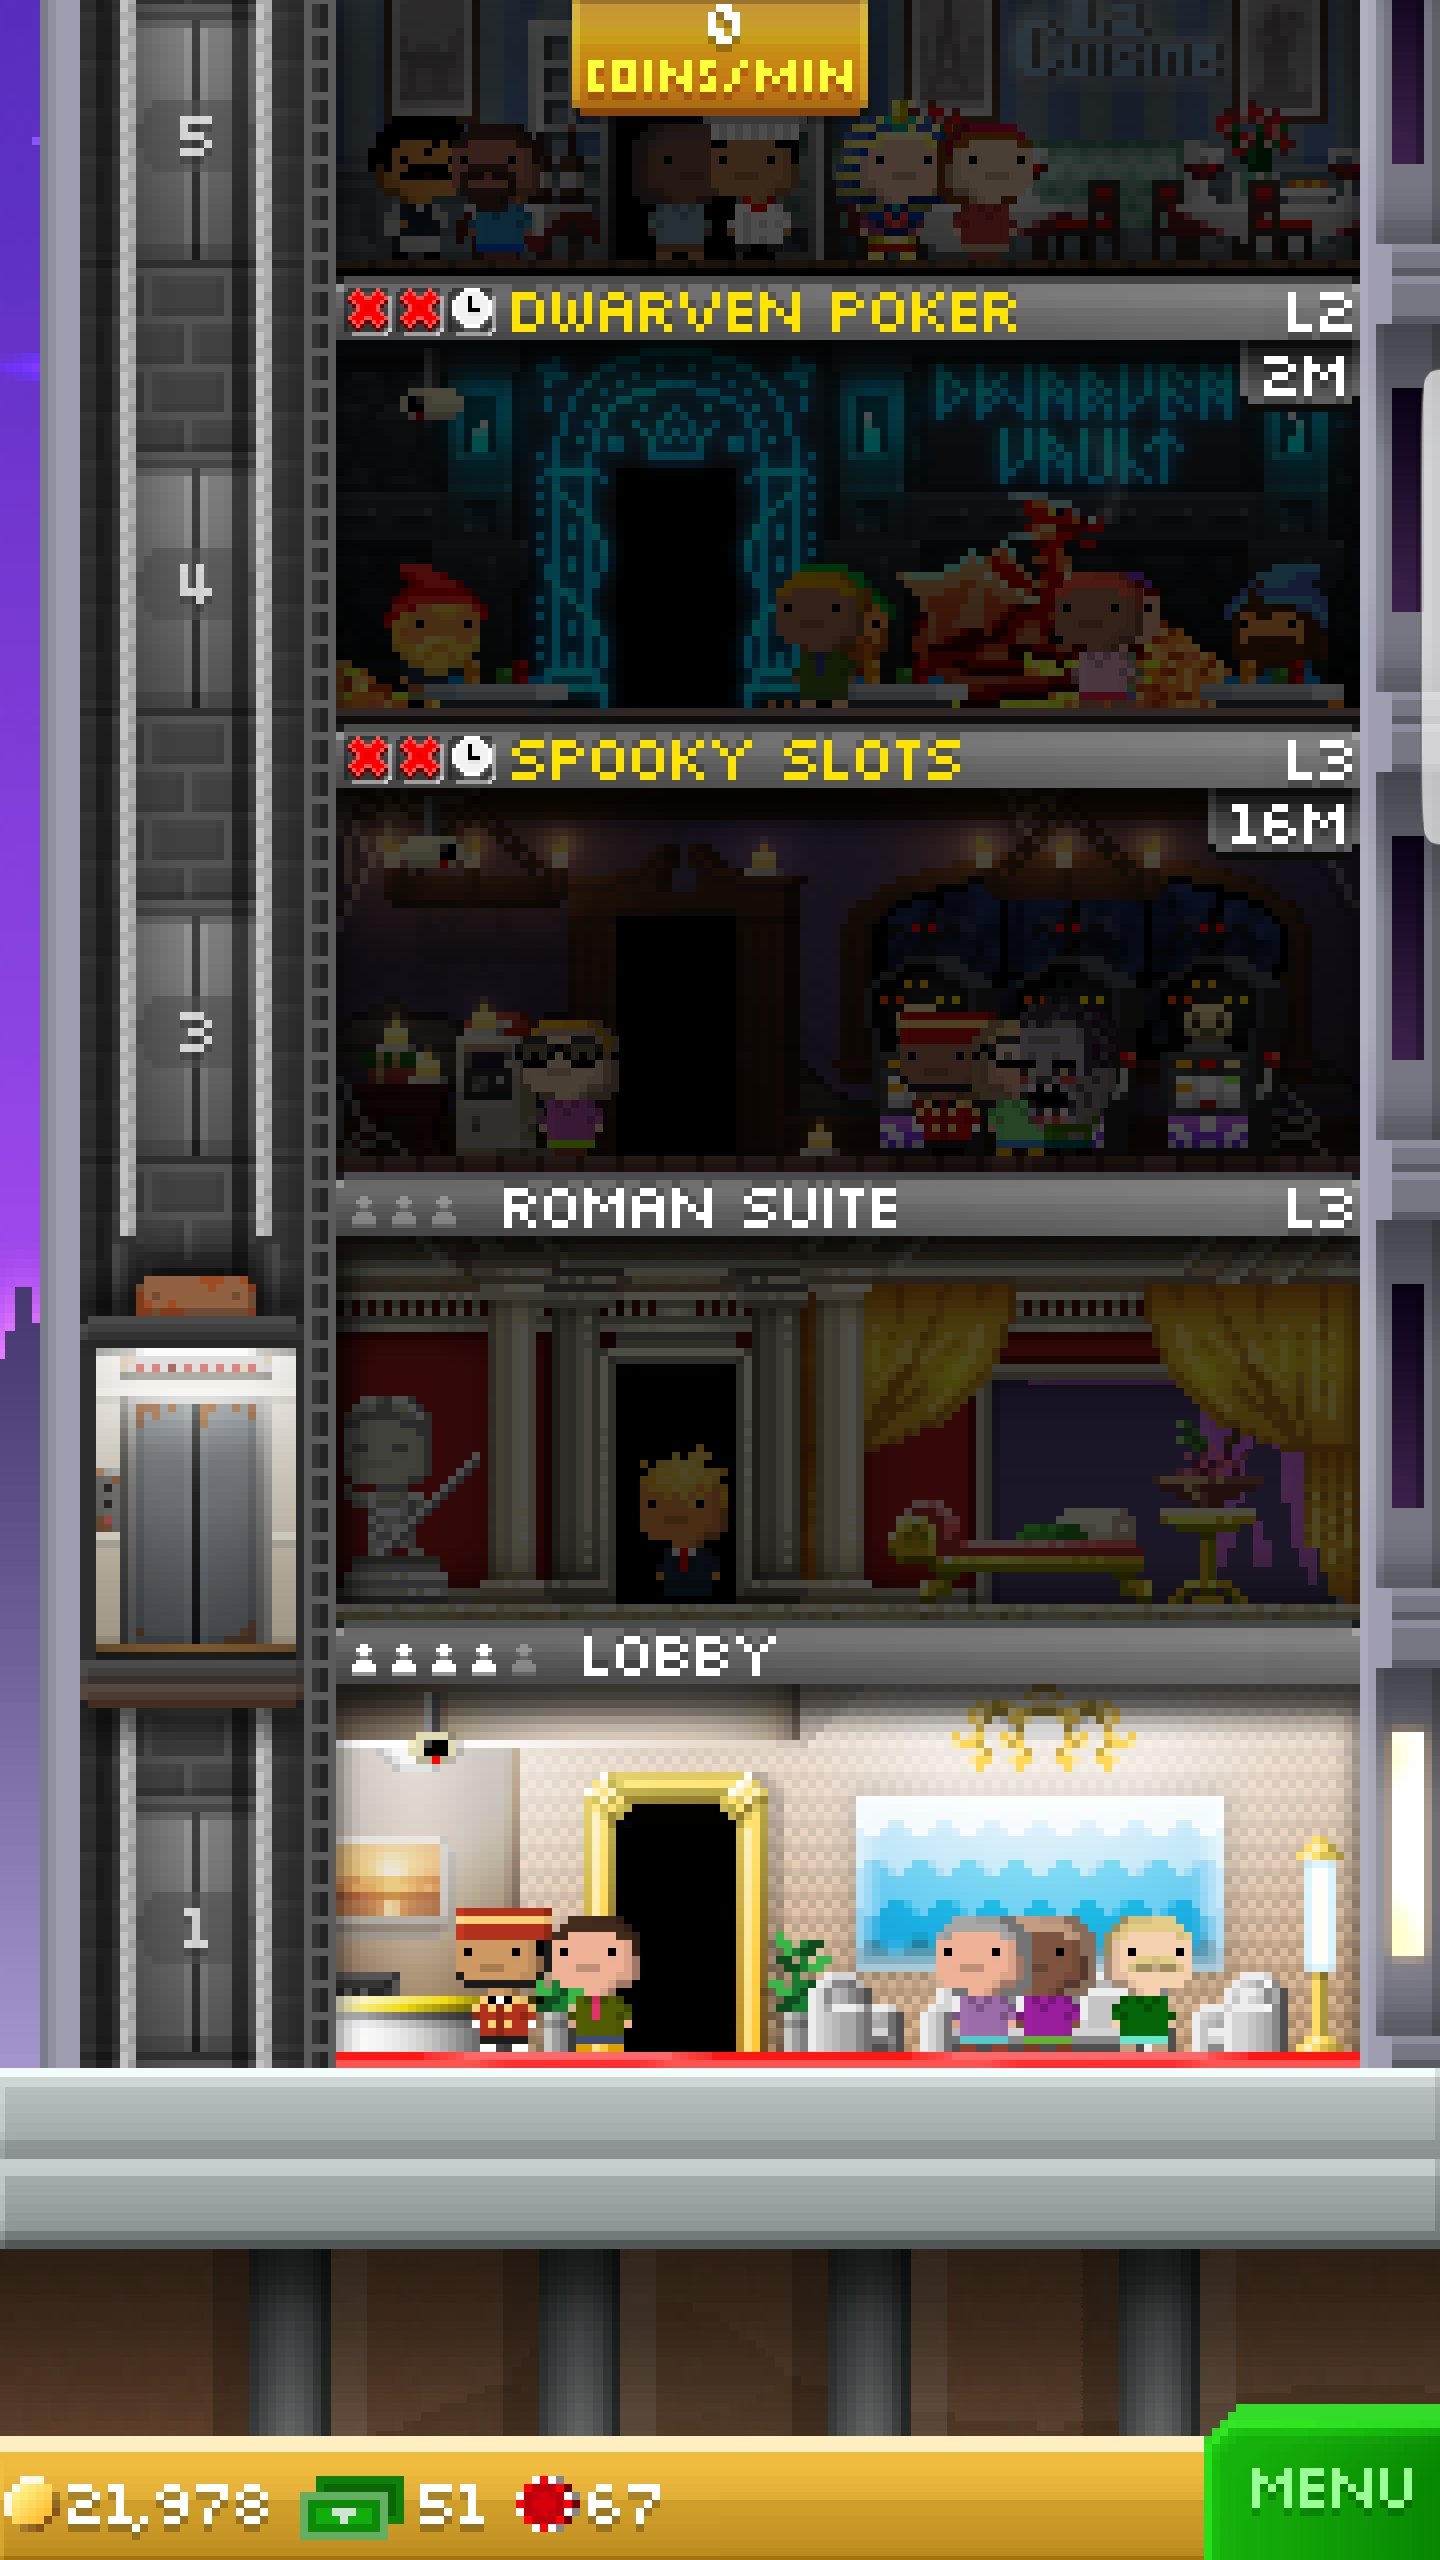 0
COINS/MIN
La
Cuisine
5
DWARVEN POKER L2
2M
DWARVEN
VAULT
4
SPOOKY SLOTS L3
16M
3
ROMAN SUITE L3
LOBBY
1
21,978 51 67
MENU